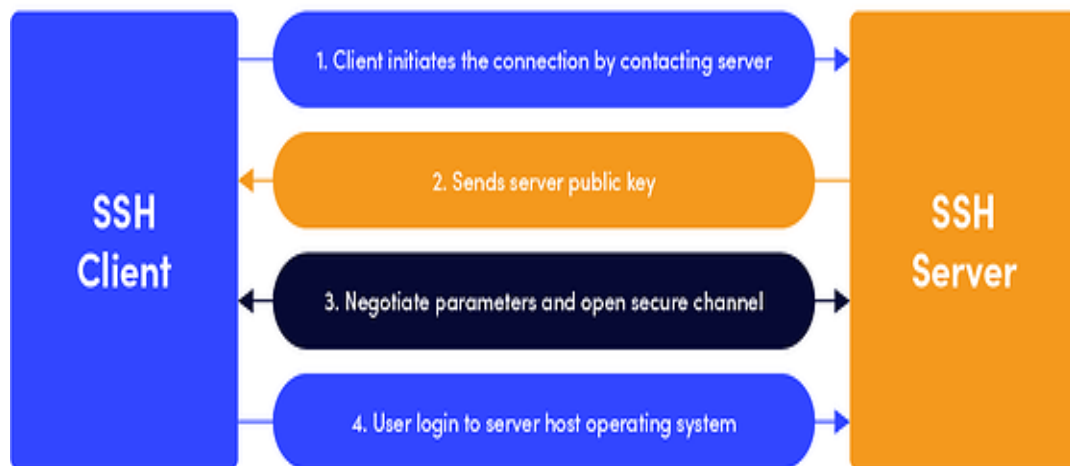 1. Client initiates the connection by contacting server
2. Sends server public key
SSH
Client
SSH
Server
3. Negotiate parameters and open secure channel
4. User login to server host operating system